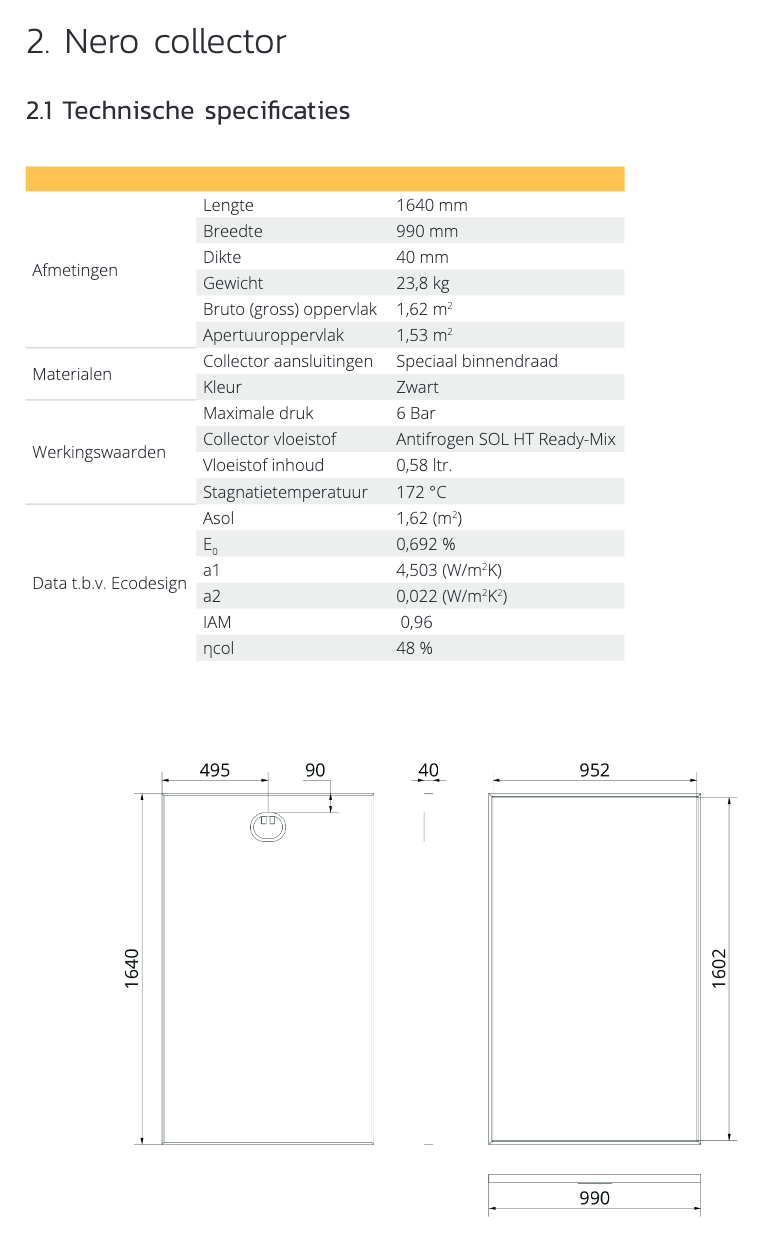 2. Nero collector
2.1 Technische specificaties
Afmetingen
Lengte 1640 mm
Breedte 990 mm
Dikte 40 mm
Gewicht 23,8 kg
Bruto (gross) oppervlak 1,62 m²
Apertuuroppervlak 1,53 m²
Materialen
Collector aansluitingen Speciaal binnendraad
Kleur Zwart
Werkingswaarden
Maximale druk 6 Bar
Collector vloeistof Antifrogen SOL HT Ready-Mix
Vloeistof inhoud 0,58 ltr.
Stagnatietemperatuur 172 °C
Data t.b.v. Ecodesign
Asol 1,62 (m²)
E₀ 0,692 %
a1 4,503 (W/m²K)
a2 0,022 (W/m²K²)
IAM 0,96
ηcol 48 %
495 90 40 952
1640
1602
990